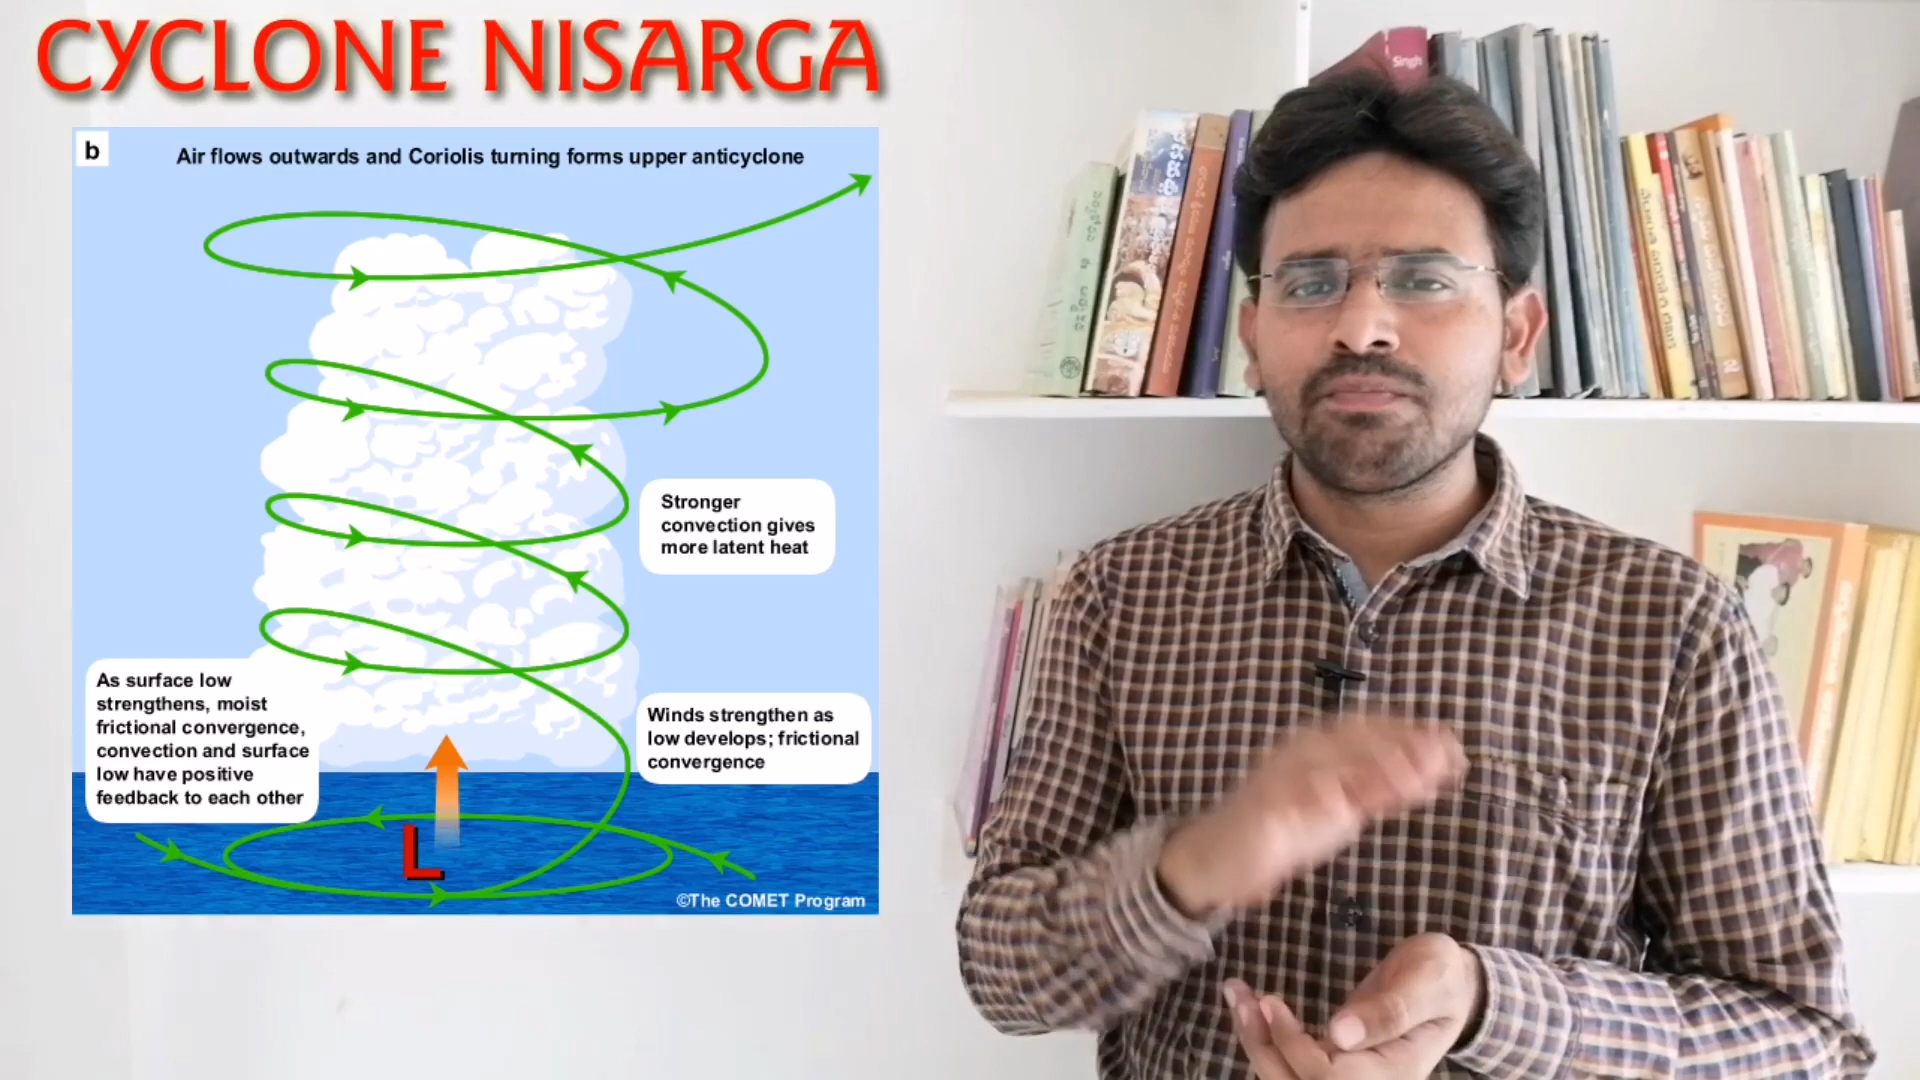 CYCLONE NISARGA
b
Air flows outwards and Coriolis turning forms upper anticyclone
Stronger
convection gives
more latent heat
As surface low
strengthens, moist
frictional convergence,
convection and surface
low have positive
feedback to each other
Winds strengthen as
low develops; frictional
convergence
L
©The COMET Program
Singh